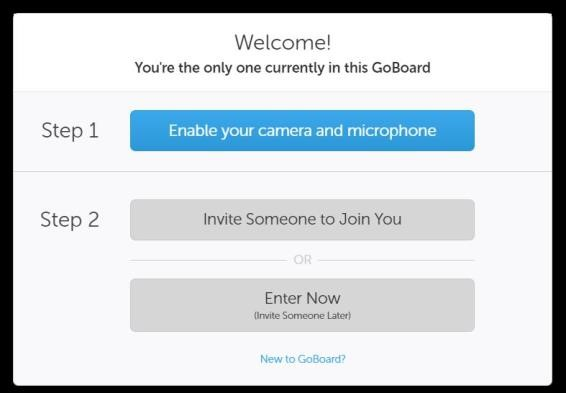 Welcome!
You're the only one currently in this GoBoard
Step 1
Enable your camera and microphone
Step 2
Invite Someone to Join You
OR
Enter Now
(Invite Someone Later)
New to GoBoard?